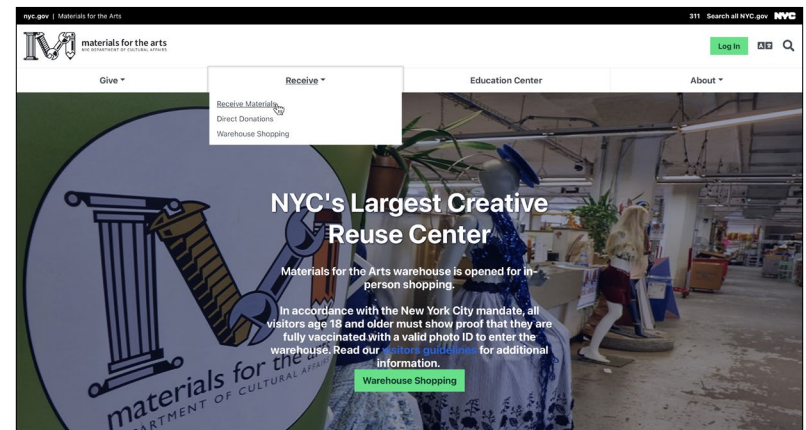 nyc.gov | Materials for the Arts
311 Search all NYC.gov NYC
materials for the arts
NYC DEPARTMENT OF CULTURAL AFFAIRS
Log In
Give
Receive
Education Center
About
Receive Materials
Direct Donations
Warehouse Shopping
NYC's Largest Creative
Reuse Center
Materials for the Arts warehouse is opened for in-
person shopping.
In accordance with the New York City mandate, all
visitors age 18 and older must show proof that they are
fully vaccinated with a valid photo ID to enter the
warehouse. Read our visitors guidelines for additional
information.
Warehouse Shopping
materials for the arts
DEPARTMENT OF CULTURAL AFFAIRS